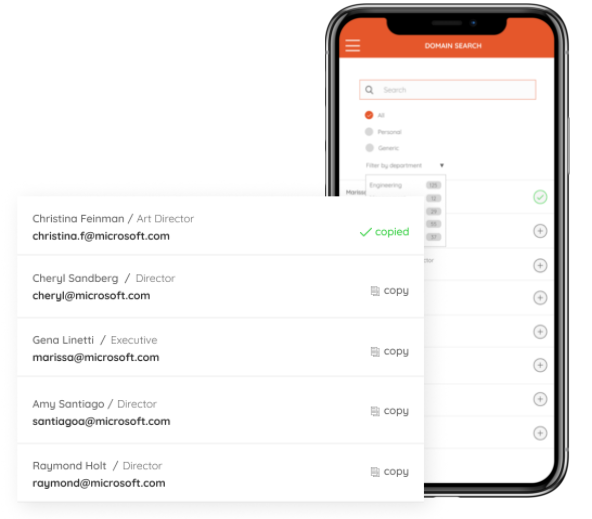 DOMAIN SEARCH
Search
All
Personal
Generic
Filter by department
Engineering 125
Christina Feinman / Art Director
christina.f@microsoft.com
copied
Cheryl Sandberg / Director
cheryl@microsoft.com
copy
Gena Linetti / Executive
marissa@microsoft.com
copy
Amy Santiago / Director
santiagoa@microsoft.com
copy
Raymond Holt / Director
raymond@microsoft.com
copy